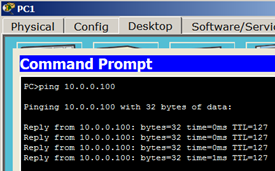 PC1
Physical Config Desktop Software/Service
Command Prompt
PC>ping 10.0.0.100
Pinging 10.0.0.100 with 32 bytes of data:
Reply from 10.0.0.100: bytes=32 time=0ms TTL=127
Reply from 10.0.0.100: bytes=32 time=0ms TTL=127
Reply from 10.0.0.100: bytes=32 time=0ms TTL=127
Reply from 10.0.0.100: bytes=32 time=1ms TTL=127